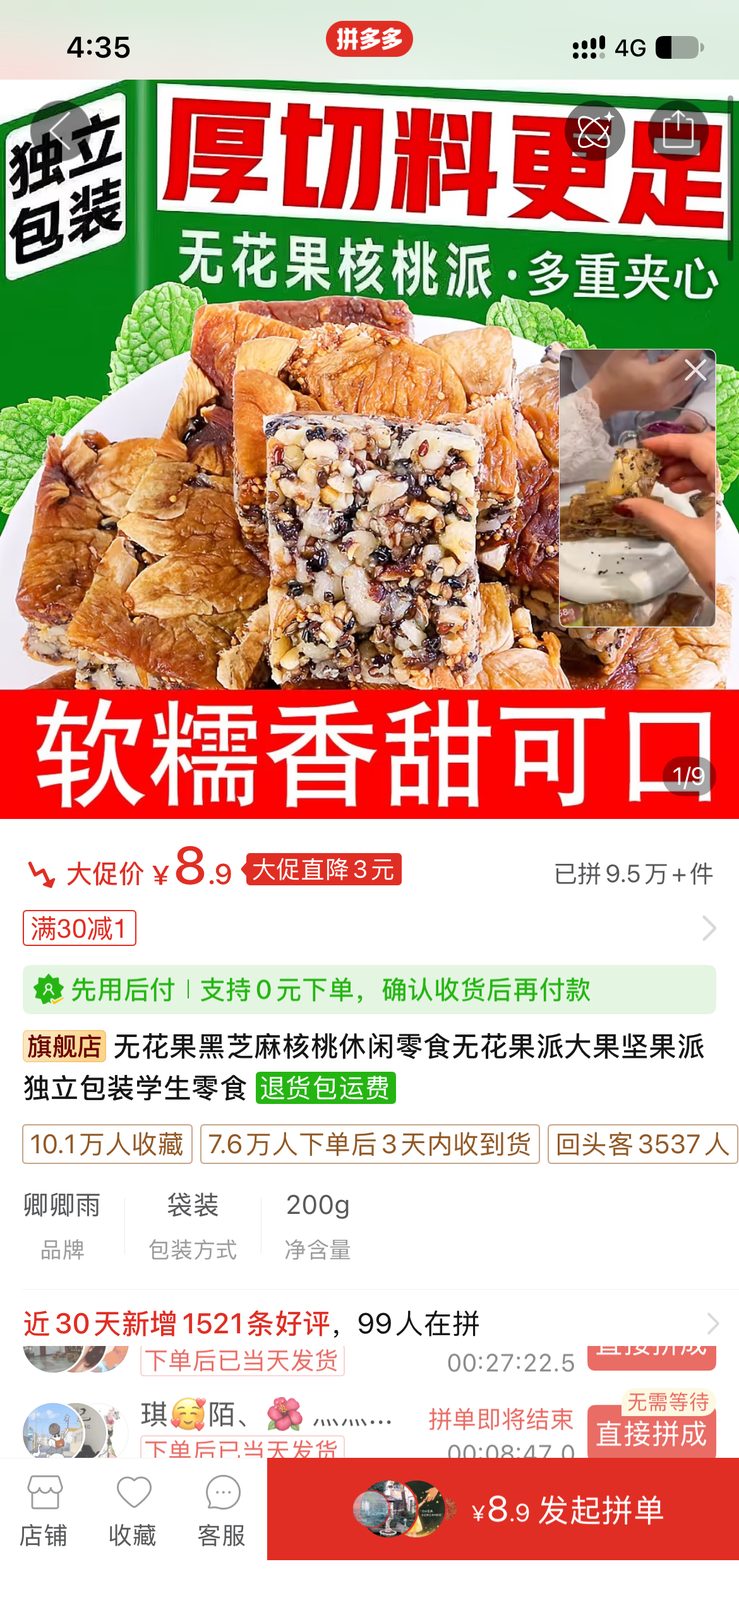 4:35
拼多多
4G
独立
包装
厚切料更足
无花果核桃派·多重夹心
软糯香甜可口
1/9
大促价 ¥8.9 大促直降3元
已拼9.5万+件
满30减1
先用后付 | 支持0元下单，确认收货后再付款
旗舰店 无花果黑芝麻核桃休闲零食无花果派大果坚果派
独立包装学生零食 退货包运费
10.1万人收藏 7.6万人下单后3天内收到货 回头客3537人
卿卿雨 袋装 200g
品牌 包装方式 净含量
近30天新增1521条好评，99人在拼
下单后已当天发货 00:27:22.5 直接拼成
琪🥰陌、🌺 灬灬... 拼单即将结束 无需等待
下单后已当天发货 00:08:47.0 直接拼成
店铺 收藏 客服 ¥8.9 发起拼单